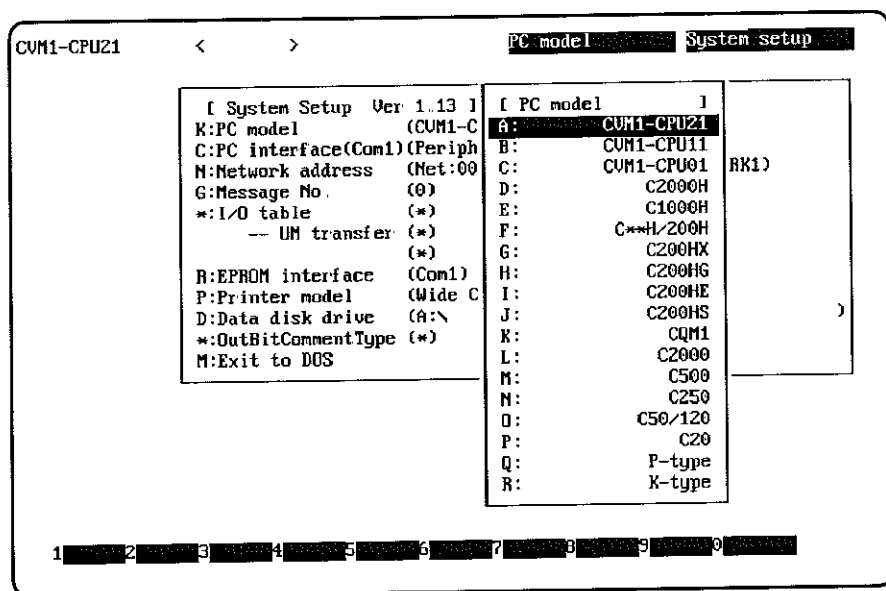 CVM1-CPU21 < > PC model System setup
[ System Setup Ver 1.13 ]
K:PC model (CVM1-C
C:PC interface(Com1)(Periph
N:Network address (Net:00
G:Message No. (0)
*:I/O table (*)
-- UM transfer (*)
(*)
R:EPROM interface (Com1)
P:Printer model (Wide C
D:Data disk drive (A:\
*:OutBitCommentType (*)
M:Exit to DOS
[ PC model ]
A: CVM1-CPU21
B: CVM1-CPU11
C: CVM1-CPU01
D: C2000H
E: C1000H
F: C**H/200H
G: C200HX
H: C200HG
I: C200HE
J: C200HS
K: CQM1
L: C2000
M: C500
N: C250
O: C50/120
P: C20
Q: P-type
R: K-type
RK1)
)
1 2 3 4 5 6 7 8 9 0